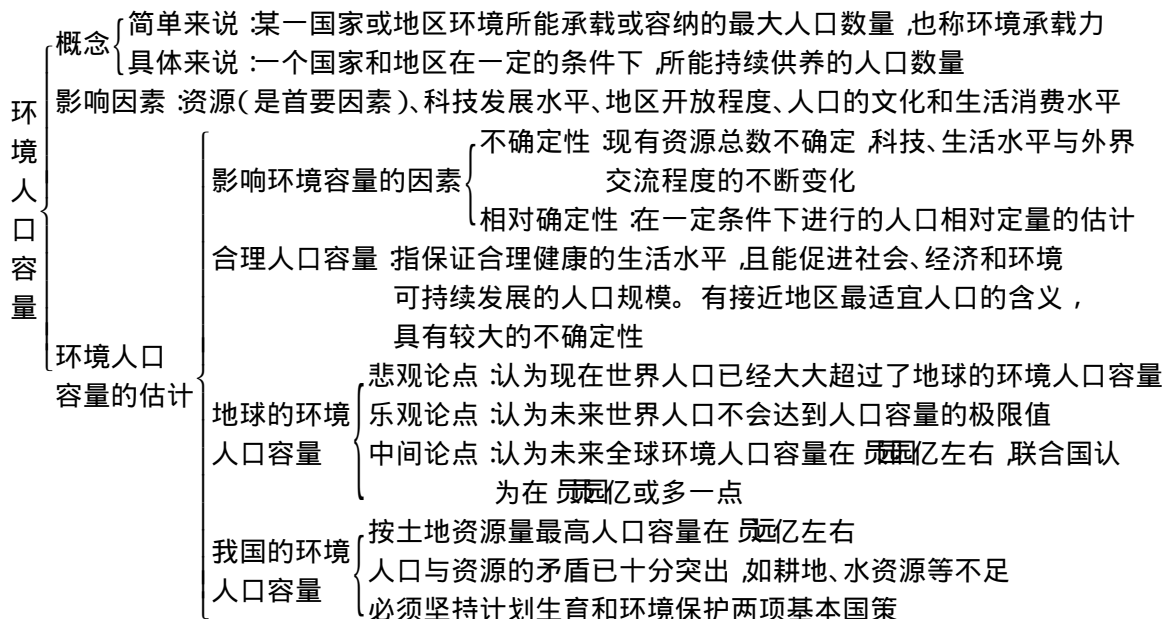 环境人口容量
概念
简单来说:某一国家或地区环境所能承载或容纳的最大人口数量,也称环境承载力
具体来说:一个国家和地区在一定的条件下,所能持续供养的人口数量
影响因素:资源(是首要因素)、科技发展水平、地区开放程度、人口的文化和生活消费水平
环境人口
容量的估计
影响环境容量的因素
不确定性:现有资源总数不确定,科技、生活水平与外界
交流程度的不断变化
相对确定性:在一定条件下进行的人口相对定量的估计
合理人口容量:指保证合理健康的生活水平,且能促进社会、经济和环境
可持续发展的人口规模。有接近地区最适宜人口的含义,
具有较大的不确定性
地球的环境
人口容量
悲观论点:认为现在世界人口已经大大超过了地球的环境人口容量
乐观论点:认为未来世界人口不会达到人口容量的极限值
中间论点:认为未来全球环境人口容量在 亿左右,联合国认
为在 亿或多一点
我国的环境
人口容量
按土地资源量最高人口容量在 亿左右
人口与资源的矛盾已十分突出,如耕地、水资源等不足
必须坚持计划生育和环境保护两项基本国策